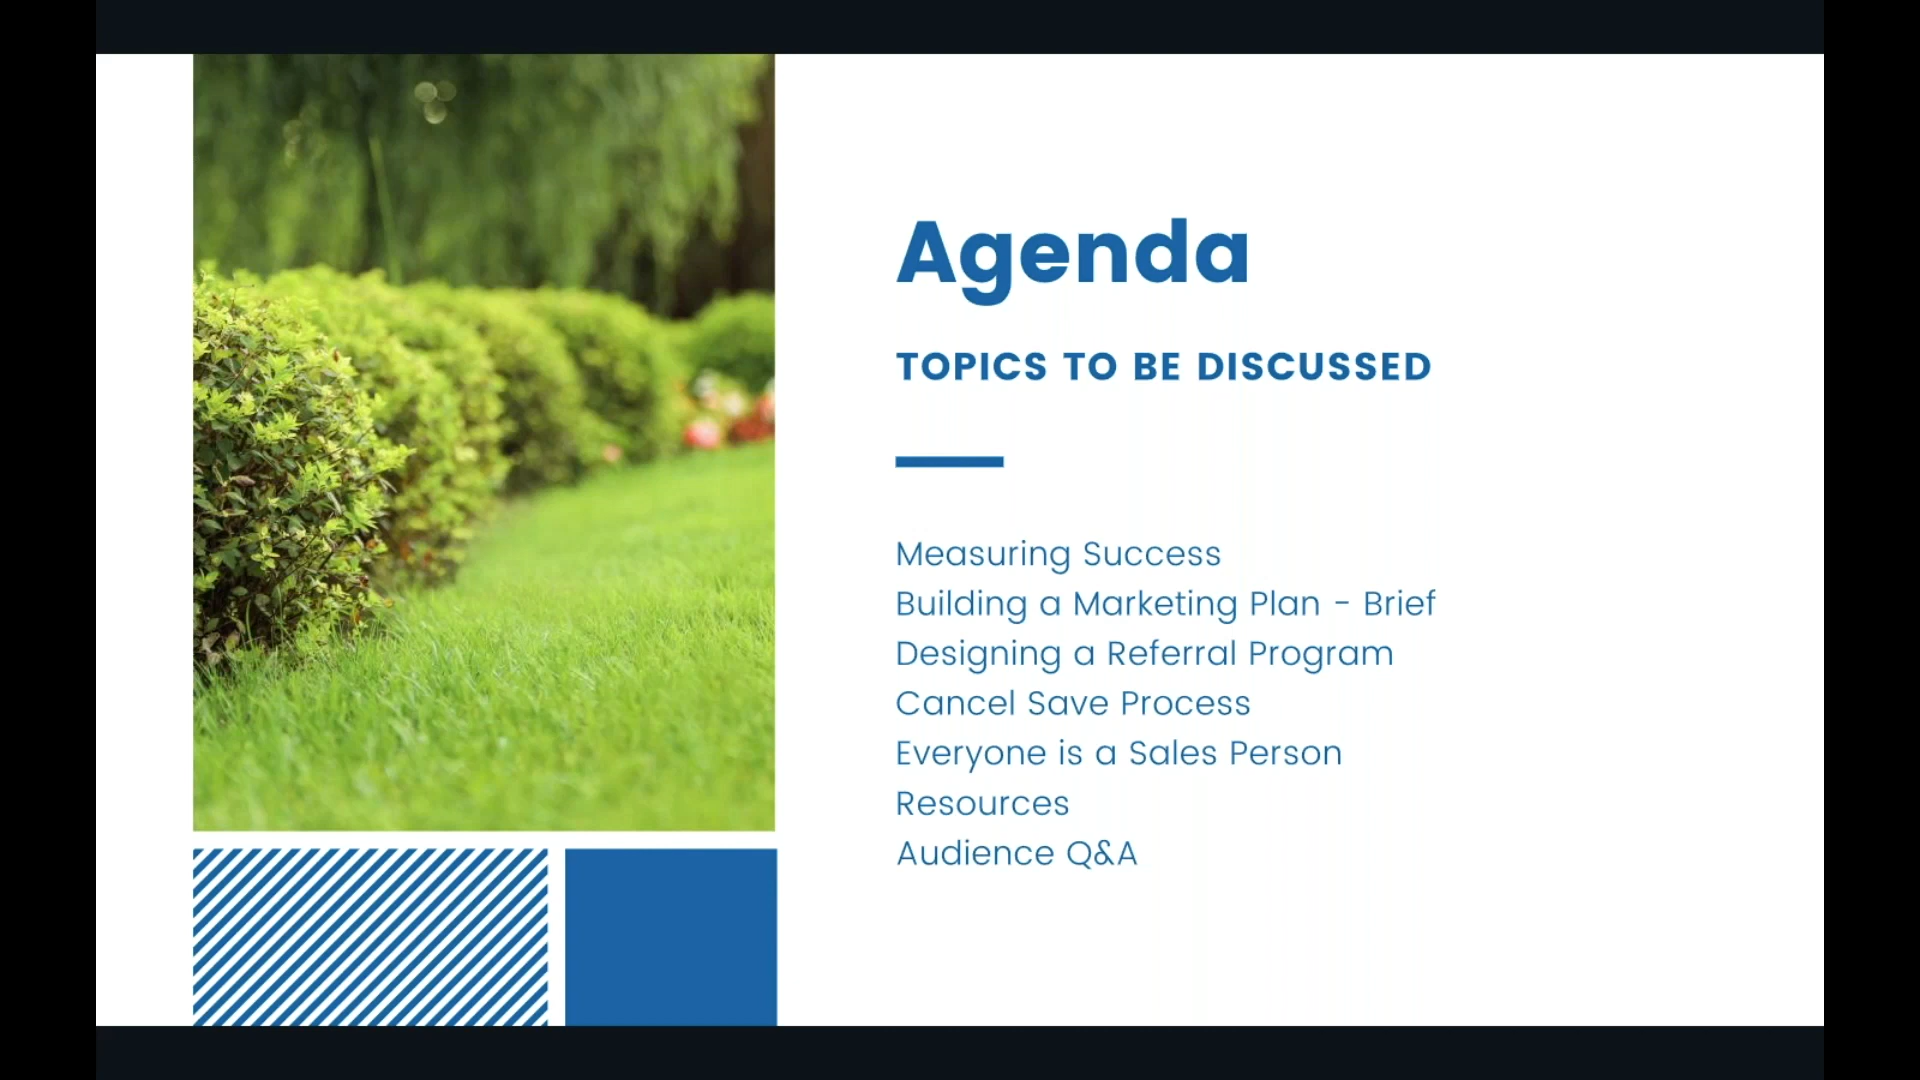 Agenda
TOPICS TO BE DISCUSSED
Measuring Success
Building a Marketing Plan - Brief
Designing a Referral Program
Cancel Save Process
Everyone is a Sales Person
Resources
Audience Q&A